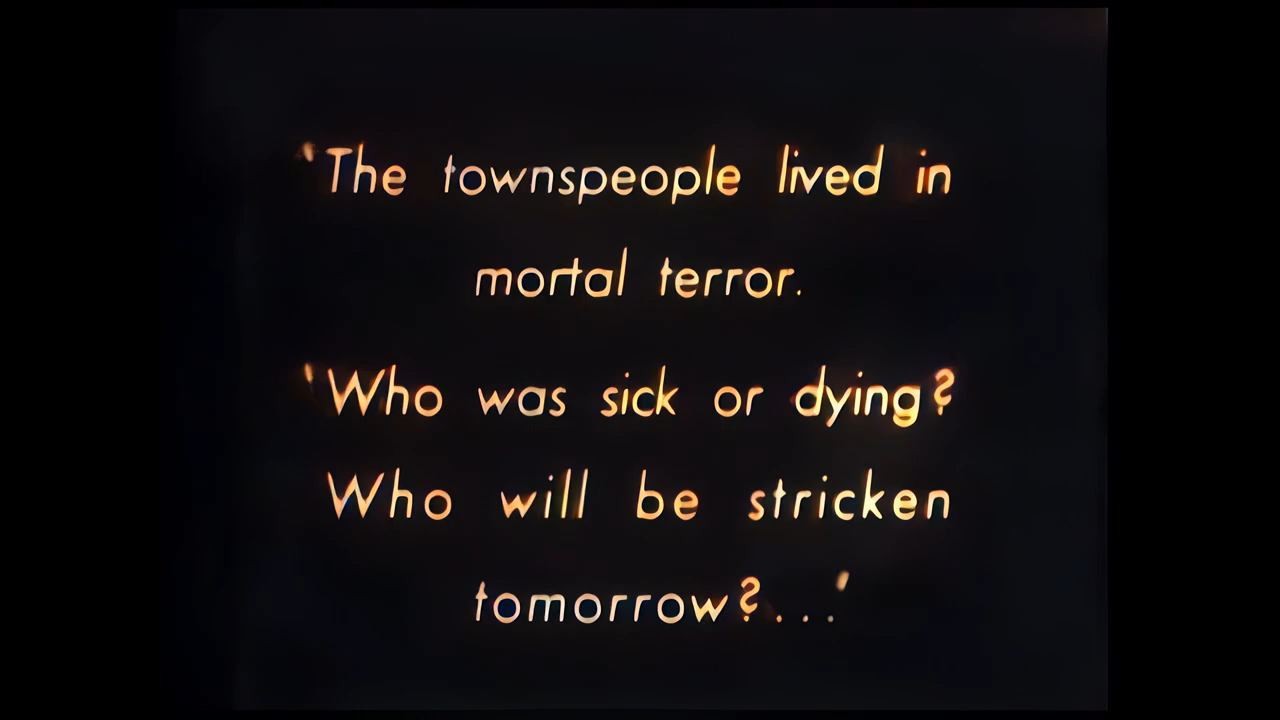 'The townspeople lived in
mortal terror.
'Who was sick or dying?
Who will be stricken
tomorrow?...'